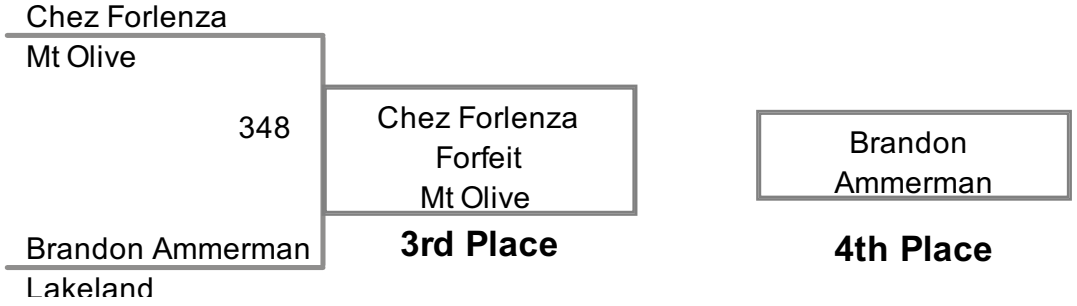 Chez Forlenza
Mt Olive
348
Brandon Ammerman
Lakeland
Chez Forlenza
Forfeit
Mt Olive
3rd Place
Brandon
Ammerman
4th Place